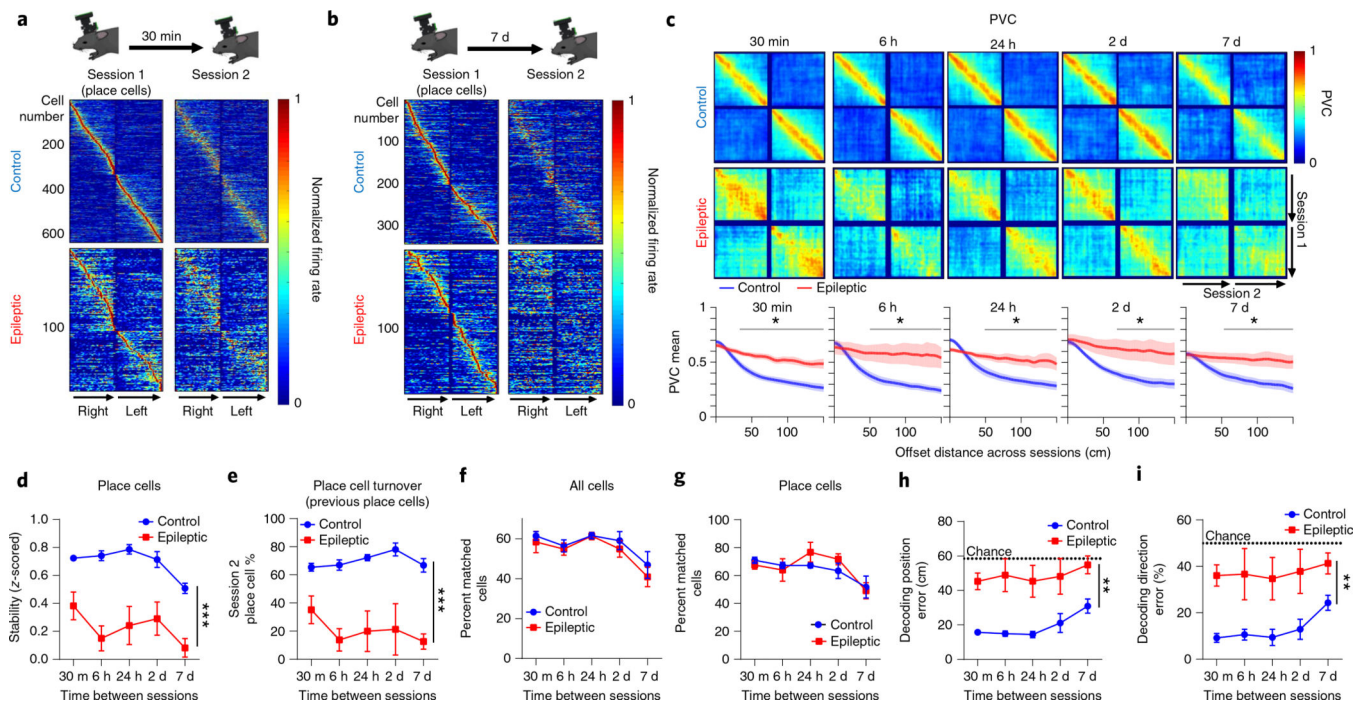 a
30 min
Session 1
(place cells)
Session 2
Cell
number
200
400
600
Control
100
Epileptic
Right
Left
Right
Left
1
Normalized firing rate
0
b
7 d
Session 1
(place cells)
Session 2
Cell
number
100
200
300
Control
100
Epileptic
Right
Left
Right
Left
1
Normalized firing rate
0
c
PVC
30 min
6 h
24 h
2 d
7 d
Control
Epileptic
1
PVC
0
Session 1
Session 2
Control
Epileptic
30 min
6 h
24 h
2 d
7 d
*
*
*
*
*
PVC mean
1
0.5
0
50
100
50
100
50
100
50
100
50
100
Offset distance across sessions (cm)
d
Place cells
Control
Epileptic
Stability (z-scored)
1.0
0.8
0.6
0.4
0.2
0.0
***
30 m 6 h 24 h 2 d 7 d
Time between sessions
e
Place cell turnover
(previous place cells)
Control
Epileptic
Session 2
place cell %
100
80
60
40
20
0
***
30 m 6 h 24 h 2 d 7 d
Time between sessions
f
All cells
Percent matched
cells
100
80
60
40
20
0
Control
Epileptic
30 m 6 h 24 h 2 d 7 d
Time between sessions
g
Place cells
Percent matched
cells
100
80
60
40
20
0
Control
Epileptic
30 m 6 h 24 h 2 d 7 d
Time between sessions
h
Control
Epileptic
Chance
Decoding position
error (cm)
80
60
40
20
0
**
30 m 6 h 24 h 2 d 7 d
Time between sessions
i
Control
Epileptic
Chance
Decoding direction
error (%)
60
40
20
0
**
30 m 6 h 24 h 2 d 7 d
Time between sessions